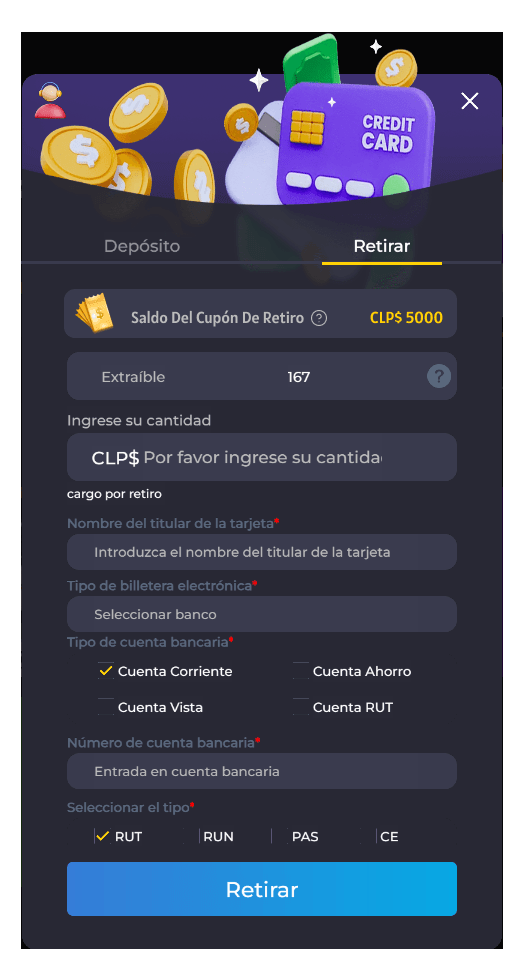 CREDIT
CARD
Depósito
Retirar
Saldo Del Cupón De Retiro ?
CLP$ 5000
Extraíble
167
?
Ingrese su cantidad
CLP$ Por favor ingrese su cantida
cargo por retiro
Nombre del titular de la tarjeta*
Introduzca el nombre del titular de la tarjeta
Tipo de billetera electrónica*
Seleccionar banco
Tipo de cuenta bancaria*
Cuenta Corriente
Cuenta Ahorro
Cuenta Vista
Cuenta RUT
Número de cuenta bancaria*
Entrada en cuenta bancaria
Seleccionar el tipo*
RUT
RUN
PAS
CE
Retirar